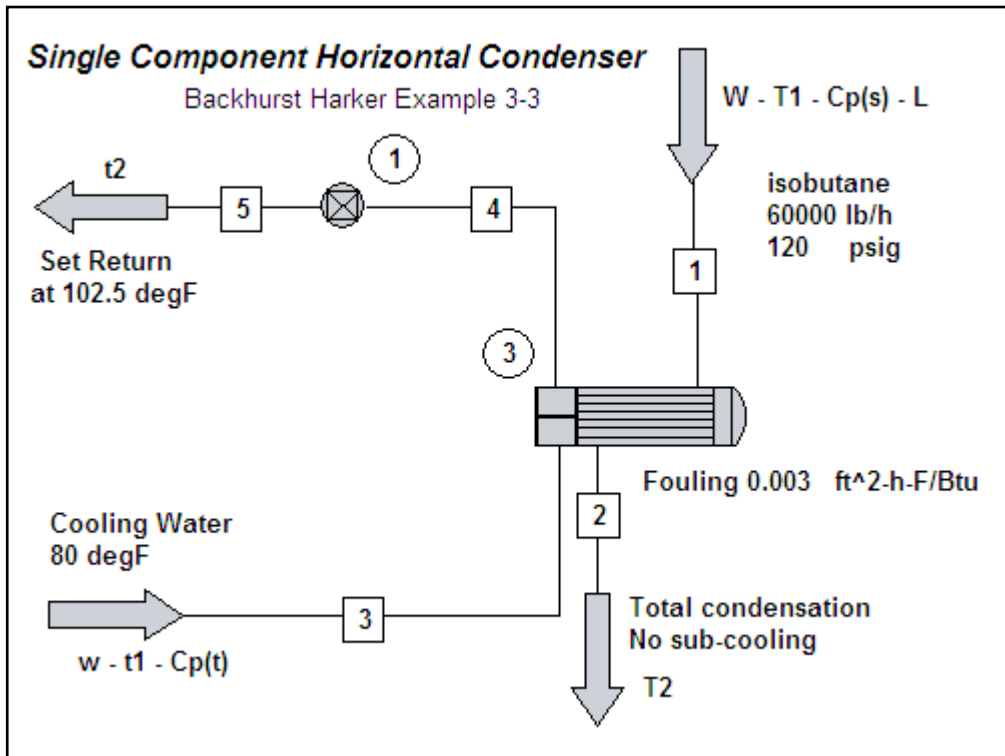 Single Component Horizontal Condenser
Backhurst Harker Example 3-3
W - T1 - Cp(s) - L
isobutane
60000 lb/h
120 psig
t2
5
1
4
1
Set Return
at 102.5 degF
3
Fouling 0.003 ft^2-h-F/Btu
2
Cooling Water
80 degF
3
w - t1 - Cp(t)
Total condensation
No sub-cooling
T2